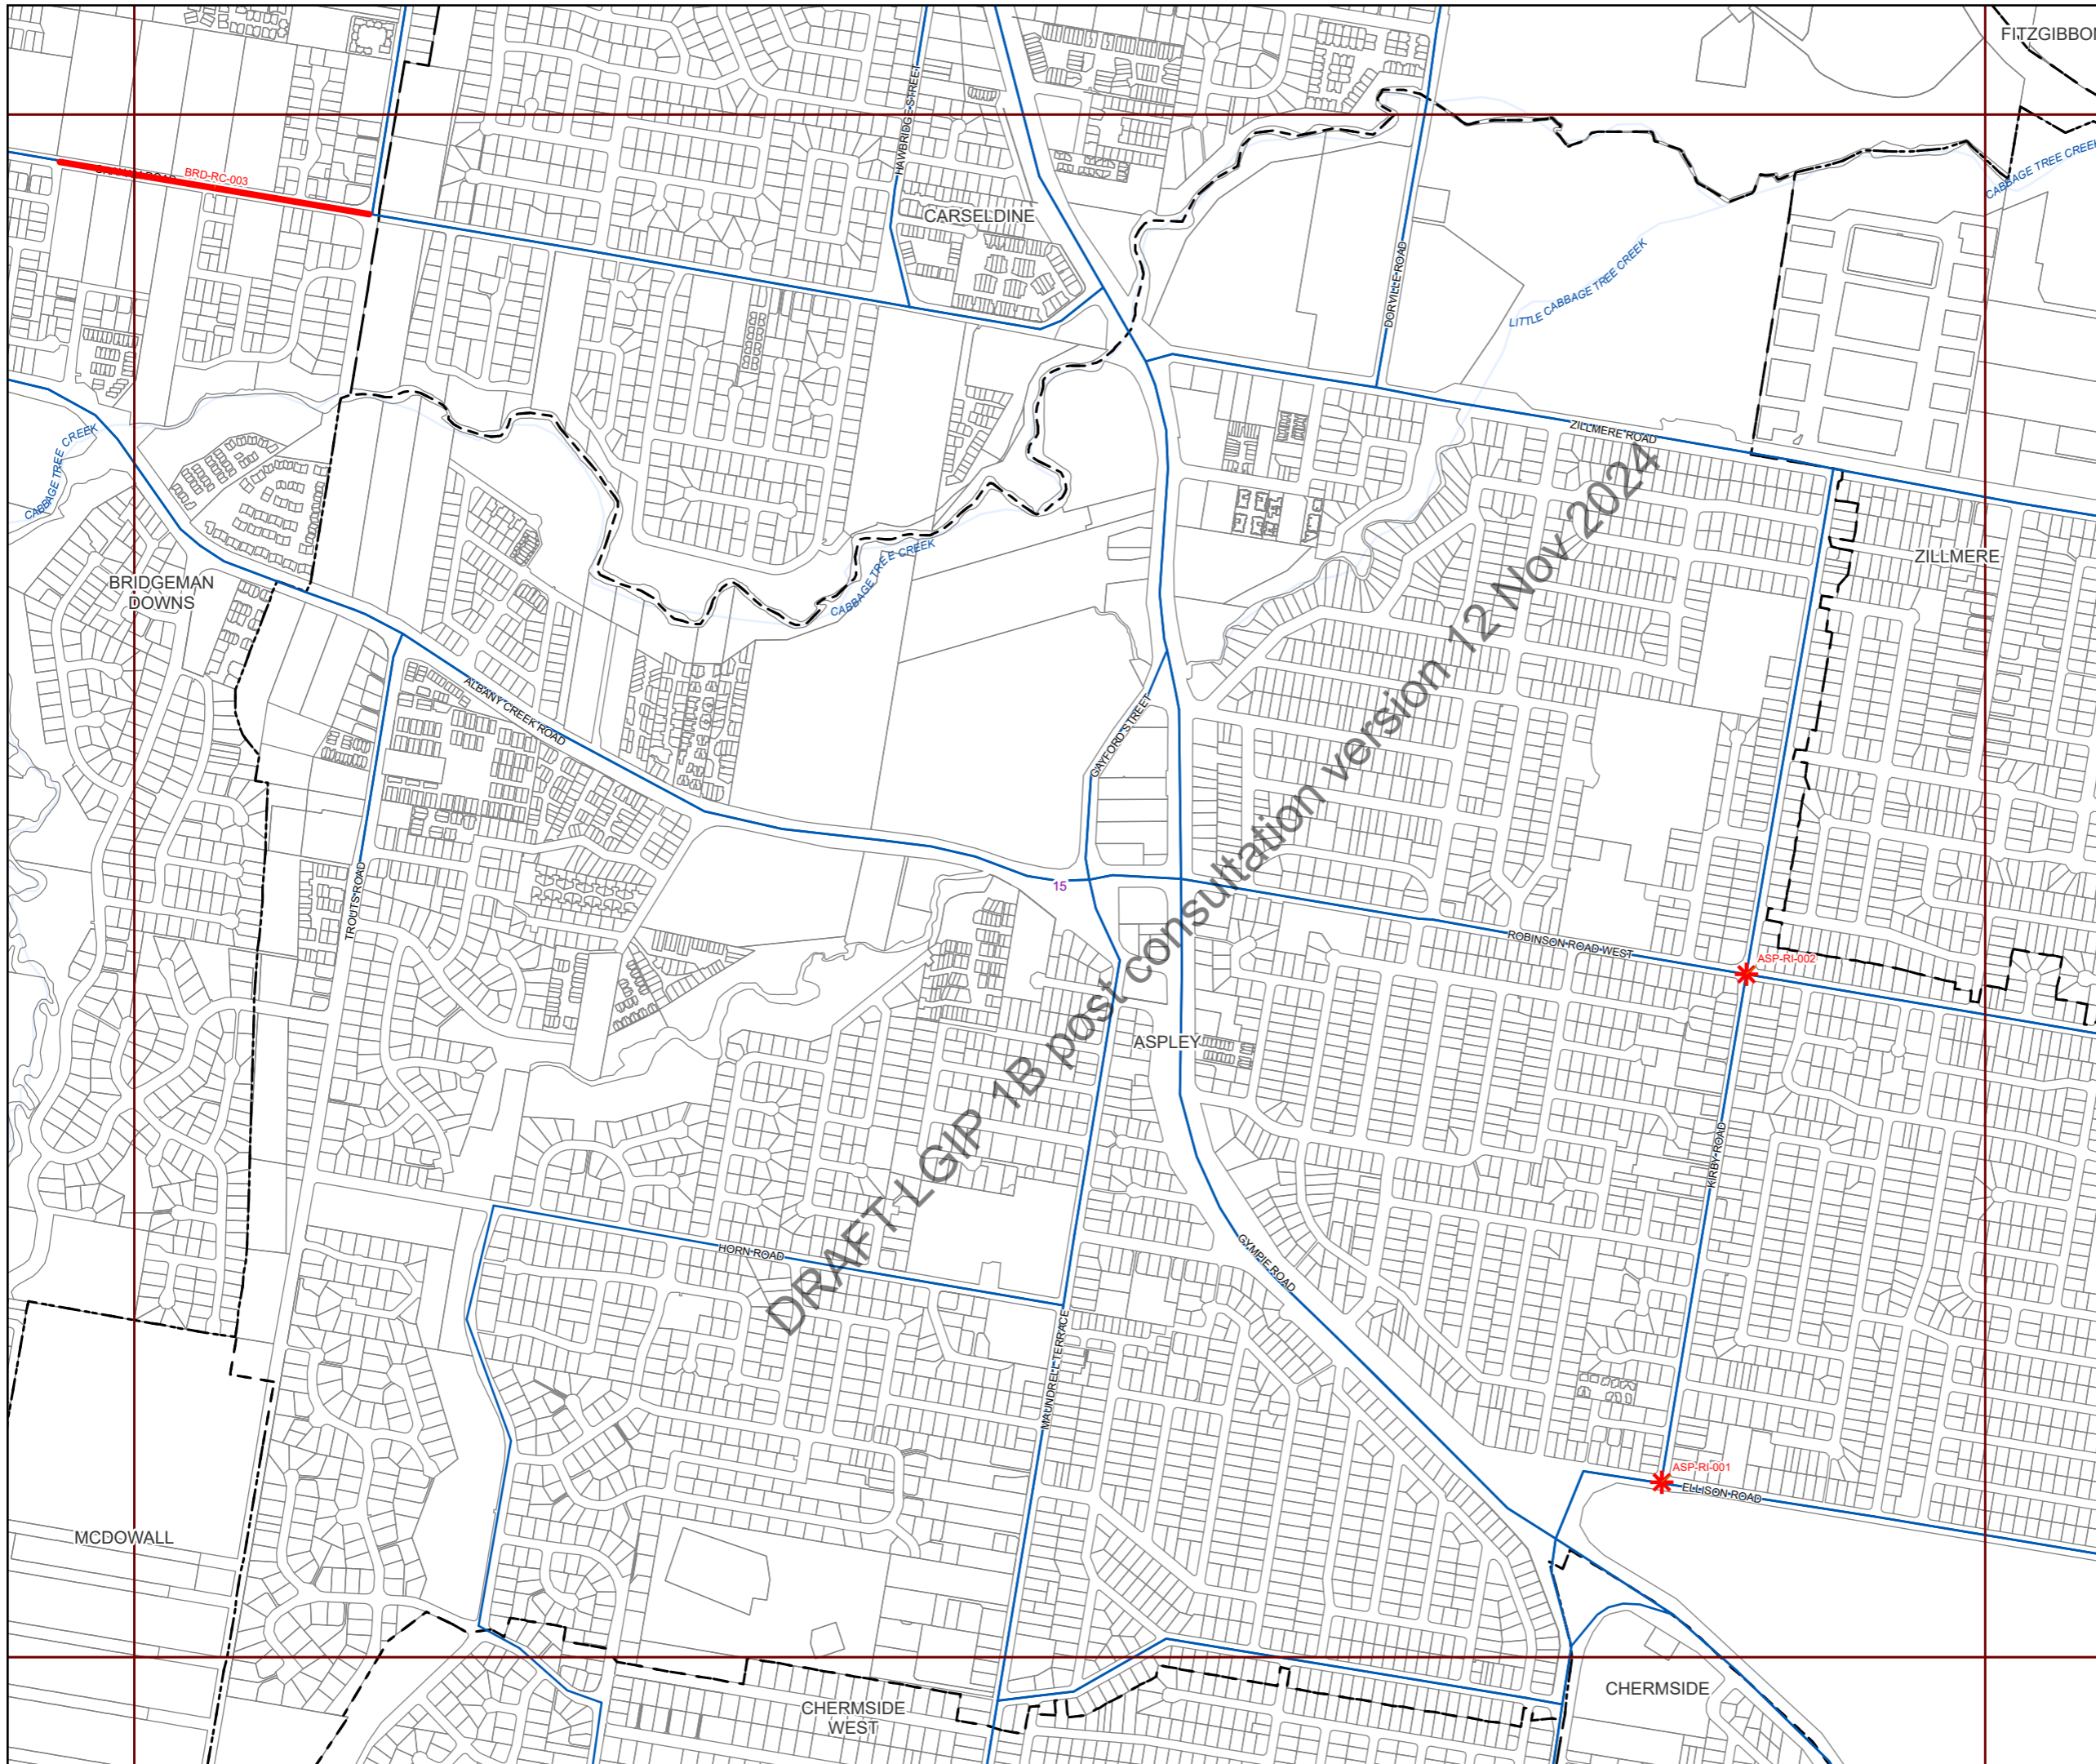 FITZGIBBON
HAWBRIDGE STREET
BRD-RC-003
CARSELDINE
CABBAGE TREE CREEK
DORVILLE ROAD
LITTLE CABBAGE TREE CREEK
ZILLMERE ROAD
CABBAGE TREE CREEK
ZILLMERE
BRIDGEMAN
DOWNS
CABBAGE TREE CREEK
ALBANY CREEK ROAD
GAYFORD STREET
TROUTS ROAD
15
ROBINSON ROAD WEST
ASP-RI-002
ASPLEY
DRAFT LGIP 1B post consultation version 12 Nov 2024
KIRBY ROAD
HORN ROAD
GYMPIE ROAD
MAUNDRELL TERRACE
ASP-RI-001
ELLISON ROAD
MCDOWALL
CHERMSIDE
CHERMSIDE
WEST